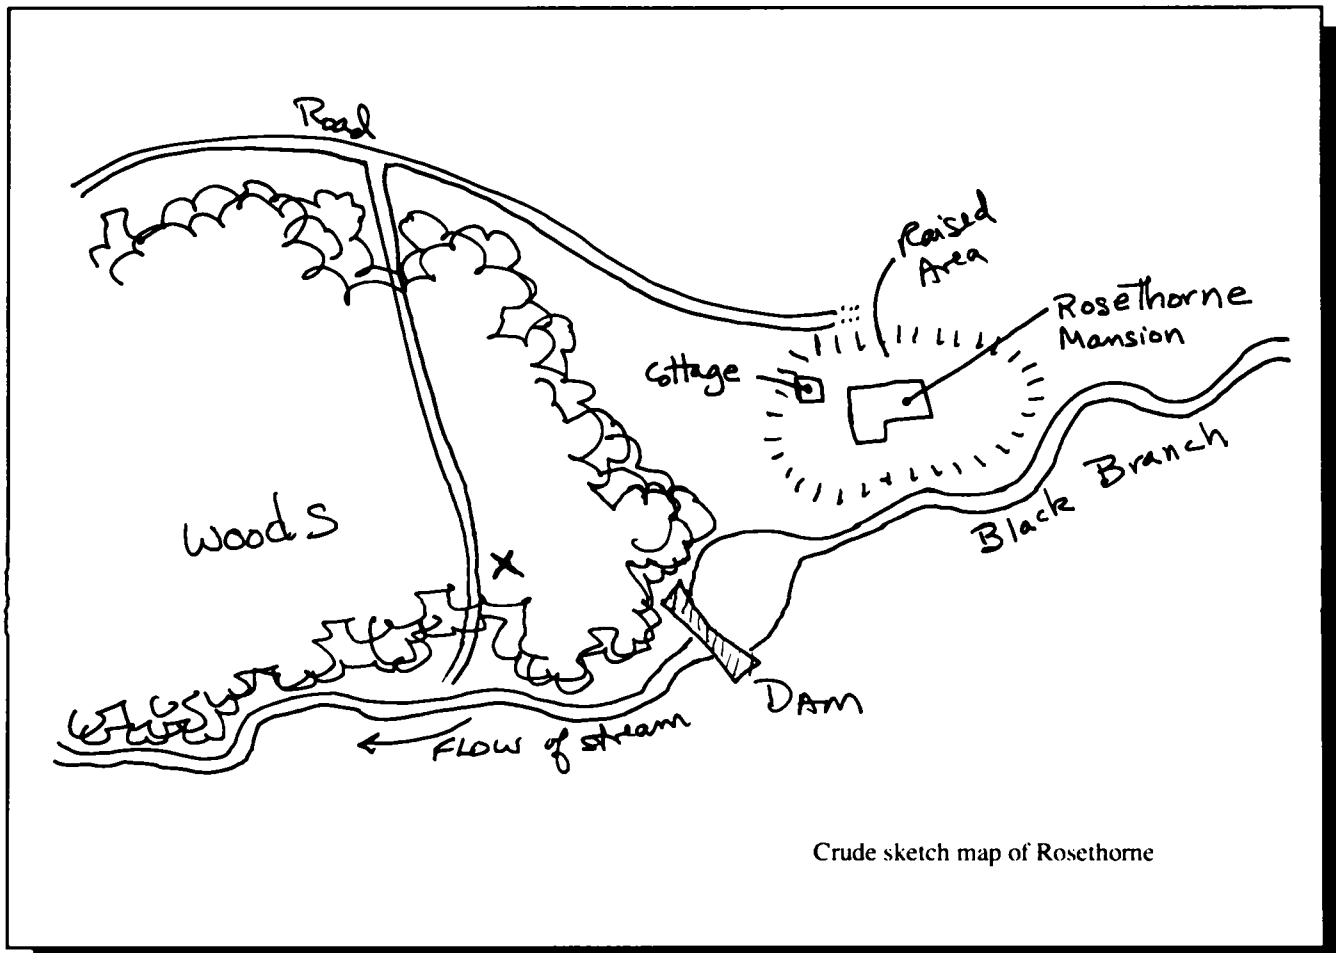 Road
Raised
Area
Rosethorne
Mansion
Cottage
Black Branch
Woods
X
DAM
FLOW of stream
Crude sketch map of Rosethorne